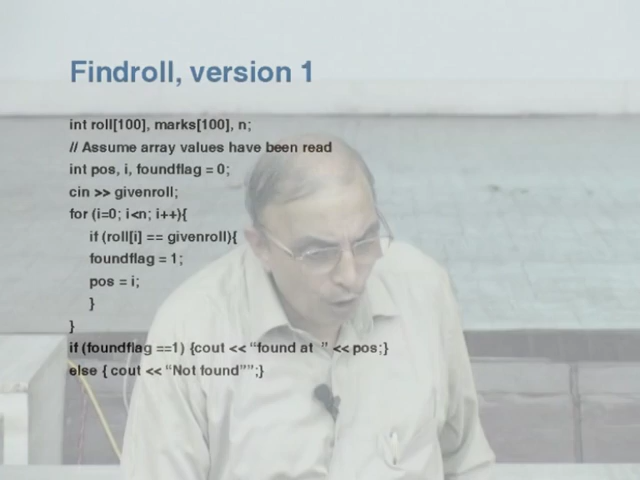 Findroll, version 1
int roll[100], marks[100], n;
// Assume array values have been read
int pos, i, foundflag = 0;
cin >> givenroll;
for (i=0; i<n; i++){
if (roll[i] == givenroll){
foundflag = 1;
pos = i;
}
}
if (foundflag ==1) {cout << “found at ” << pos;}
else { cout << “Not found””;}